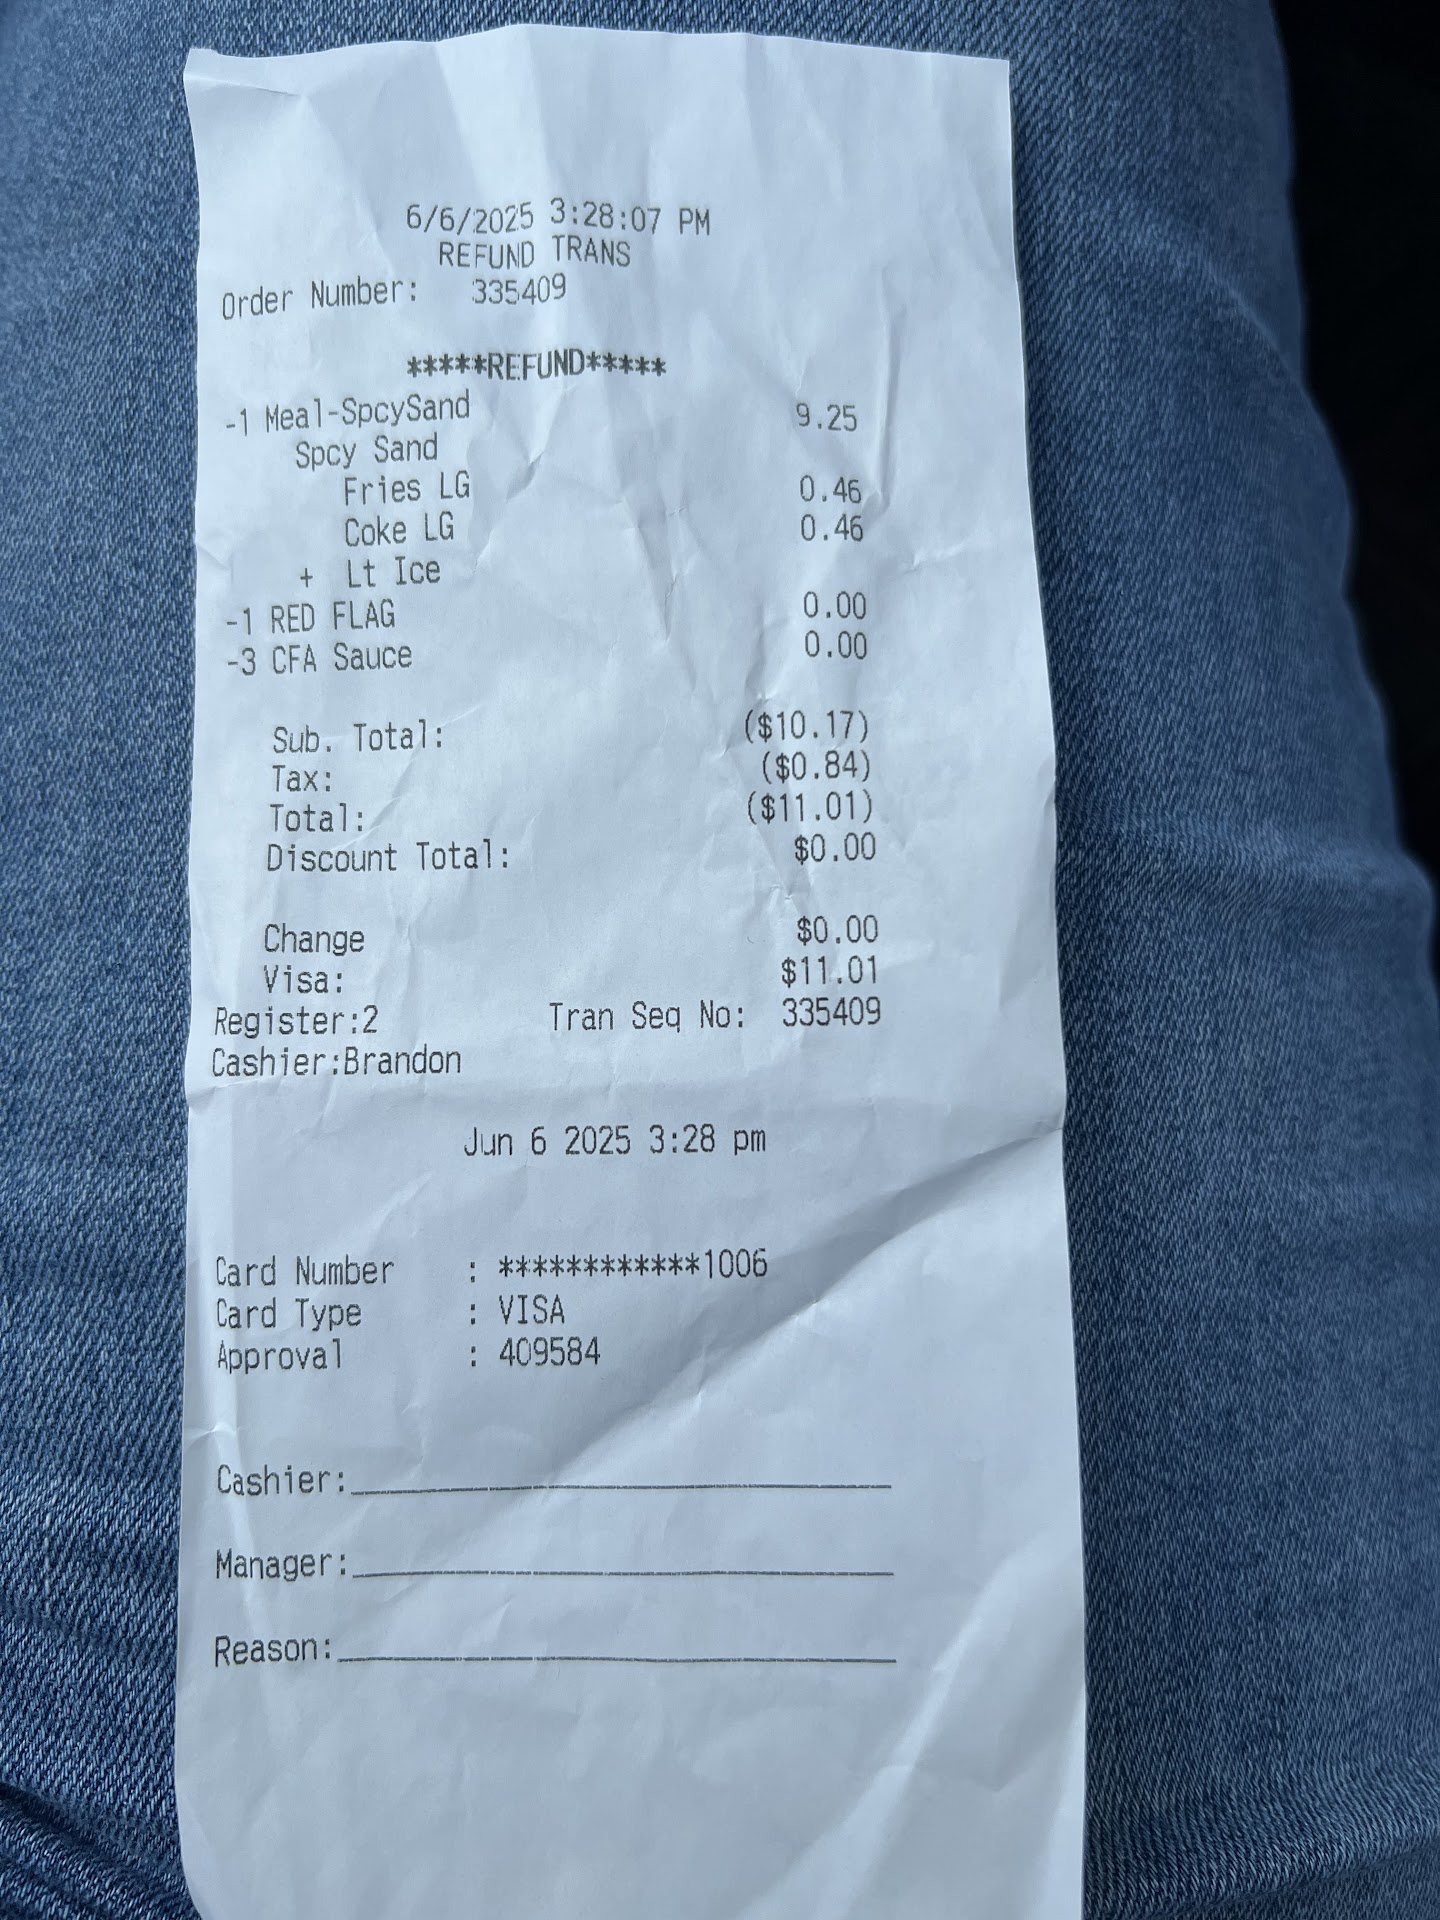 6/6/2025 3:28:07 PM
REFUND TRANS
Order Number: 335409
*****REFUND*****
-1 Meal-SpcySand 9.25
Spcy Sand
Fries LG 0.46
Coke LG 0.46
+ Lt Ice
-1 RED FLAG 0.00
-3 CFA Sauce 0.00
Sub. Total: ($10.17)
Tax: ($0.84)
Total: ($11.01)
Discount Total: $0.00
Change $0.00
Visa: $11.01
Register:2 Tran Seq No: 335409
Cashier:Brandon
Jun 6 2025 3:28 pm
Card Number : ************1006
Card Type : VISA
Approval : 409584
Cashier:
Manager:
Reason: